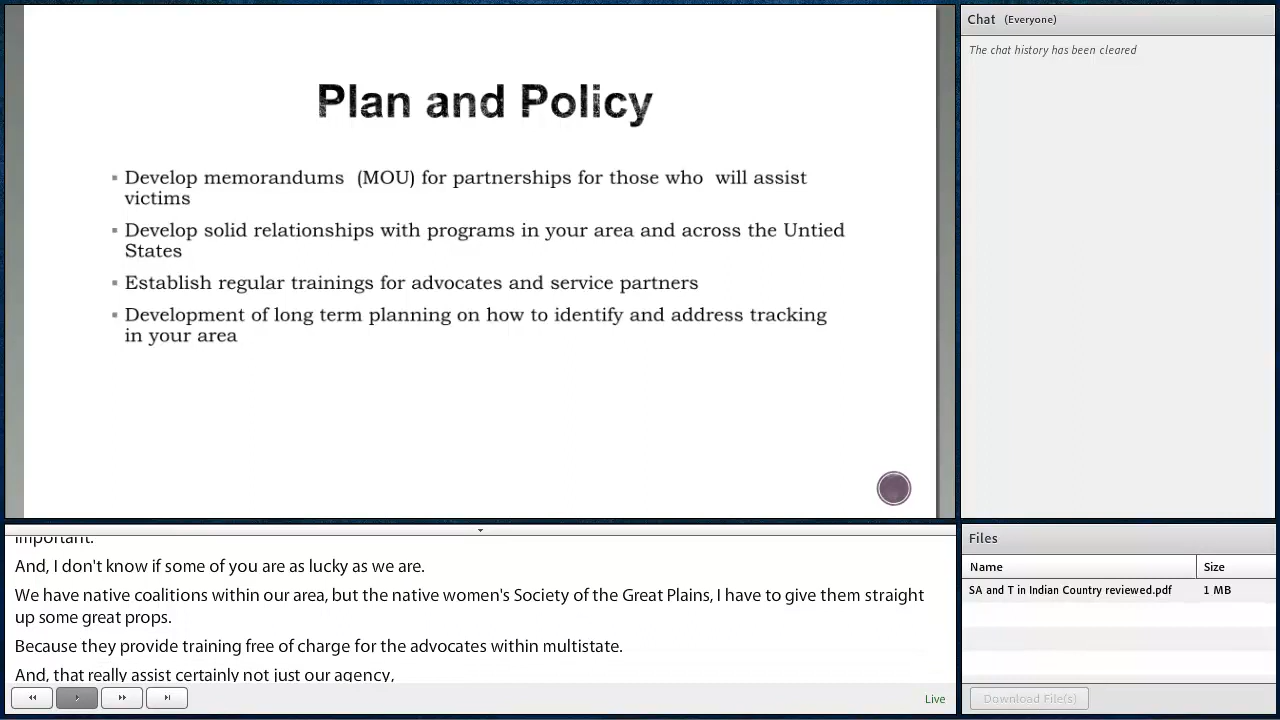 Plan and Policy
▪ Develop memorandums (MOU) for partnerships for those who will assist
victims
▪ Develop solid relationships with programs in your area and across the Untied
States
▪ Establish regular trainings for advocates and service partners
▪ Development of long term planning on how to identify and address tracking
in your area
Chat (Everyone)
The chat history has been cleared
important.
And, I don't know if some of you are as lucky as we are.
We have native coalitions within our area, but the native women's Society of the Great Plains, I have to give them straight
up some great props.
Because they provide training free of charge for the advocates within multistate.
And, that really assist certainly not just our agency,
Live
Files
Name Size
SA and T in Indian Country reviewed.pdf 1 MB
Download File(s)